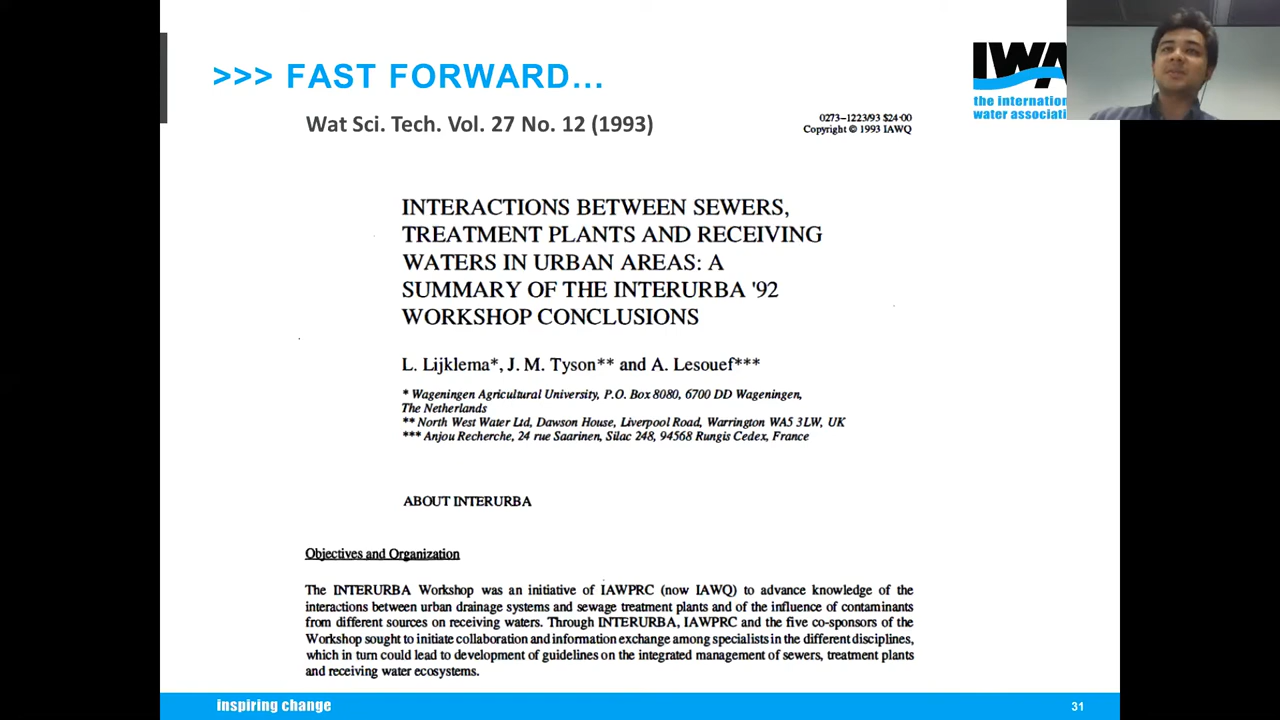 >>> FAST FORWARD...
IWA
the internation
water associati
Wat Sci. Tech. Vol. 27 No. 12 (1993)
0273–1223/93 $24·00
Copyright © 1993 IAWQ
INTERACTIONS BETWEEN SEWERS,
TREATMENT PLANTS AND RECEIVING
WATERS IN URBAN AREAS: A
SUMMARY OF THE INTERURBA '92
WORKSHOP CONCLUSIONS
L. Lijklema*, J. M. Tyson** and A. Lesouef***
* Wageningen Agricultural University, P.O. Box 8080, 6700 DD Wageningen,
The Netherlands
** North West Water Ltd, Dawson House, Liverpool Road, Warrington WA5 3LW, UK
*** Anjou Recherche, 24 rue Saarinen, Silac 248, 94568 Rungis Cedex, France
ABOUT INTERURBA
Objectives and Organization
The INTERURBA Workshop was an initiative of IAWPRC (now IAWQ) to advance knowledge of the
interactions between urban drainage systems and sewage treatment plants and of the influence of contaminants
from different sources on receiving waters. Through INTERURBA, IAWPRC and the five co-sponsors of the
Workshop sought to initiate collaboration and information exchange among specialists in the different disciplines,
which in turn could lead to development of guidelines on the integrated management of sewers, treatment plants
and receiving water ecosystems.
inspiring change
31